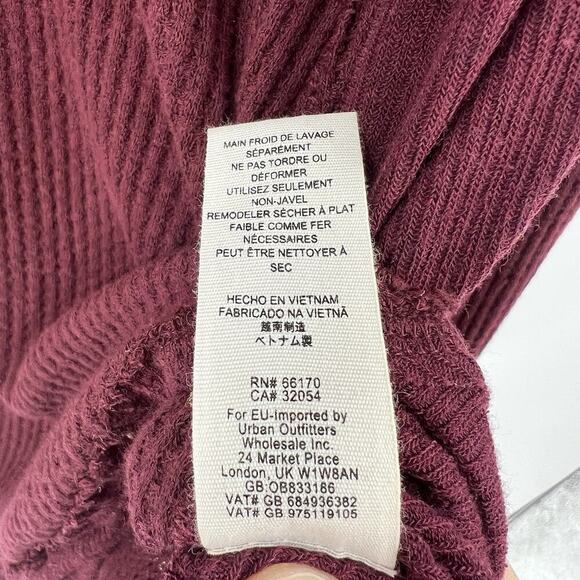 MAIN FROID DE LAVAGE
SÉPARÉMENT
NE PAS TORDRE OU
DÉFORMER
UTILISEZ SEULEMENT
NON-JAVEL
REMODELER SÉCHER À PLAT
FAIBLE COMME FER
NÉCESSAIRES
PEUT ÊTRE NETTOYER À
SEC
HECHO EN VIETNAM
FABRICADO NA VIETNÃ
越南制造
ベトナム製
RN# 66170
CA# 32054
For EU-Imported by
Urban Outfitters
Wholesale Inc.
24 Market Place
London, UK W1W8AN
GB:OB833186
VAT# GB 684936382
VAT# GB 975119105